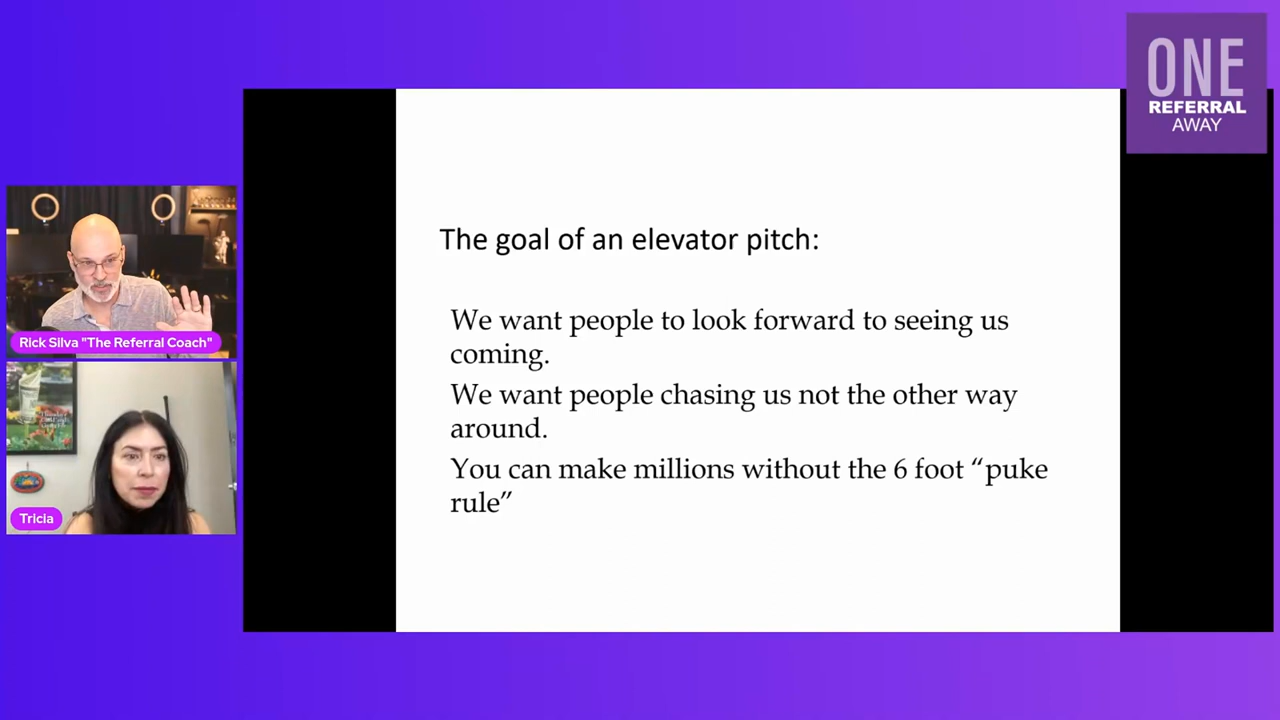 ONE
REFERRAL
AWAY
The goal of an elevator pitch:
We want people to look forward to seeing us
coming.
We want people chasing us not the other way
around.
You can make millions without the 6 foot “puke
rule”
Rick Silva "The Referral Coach"
Tricia